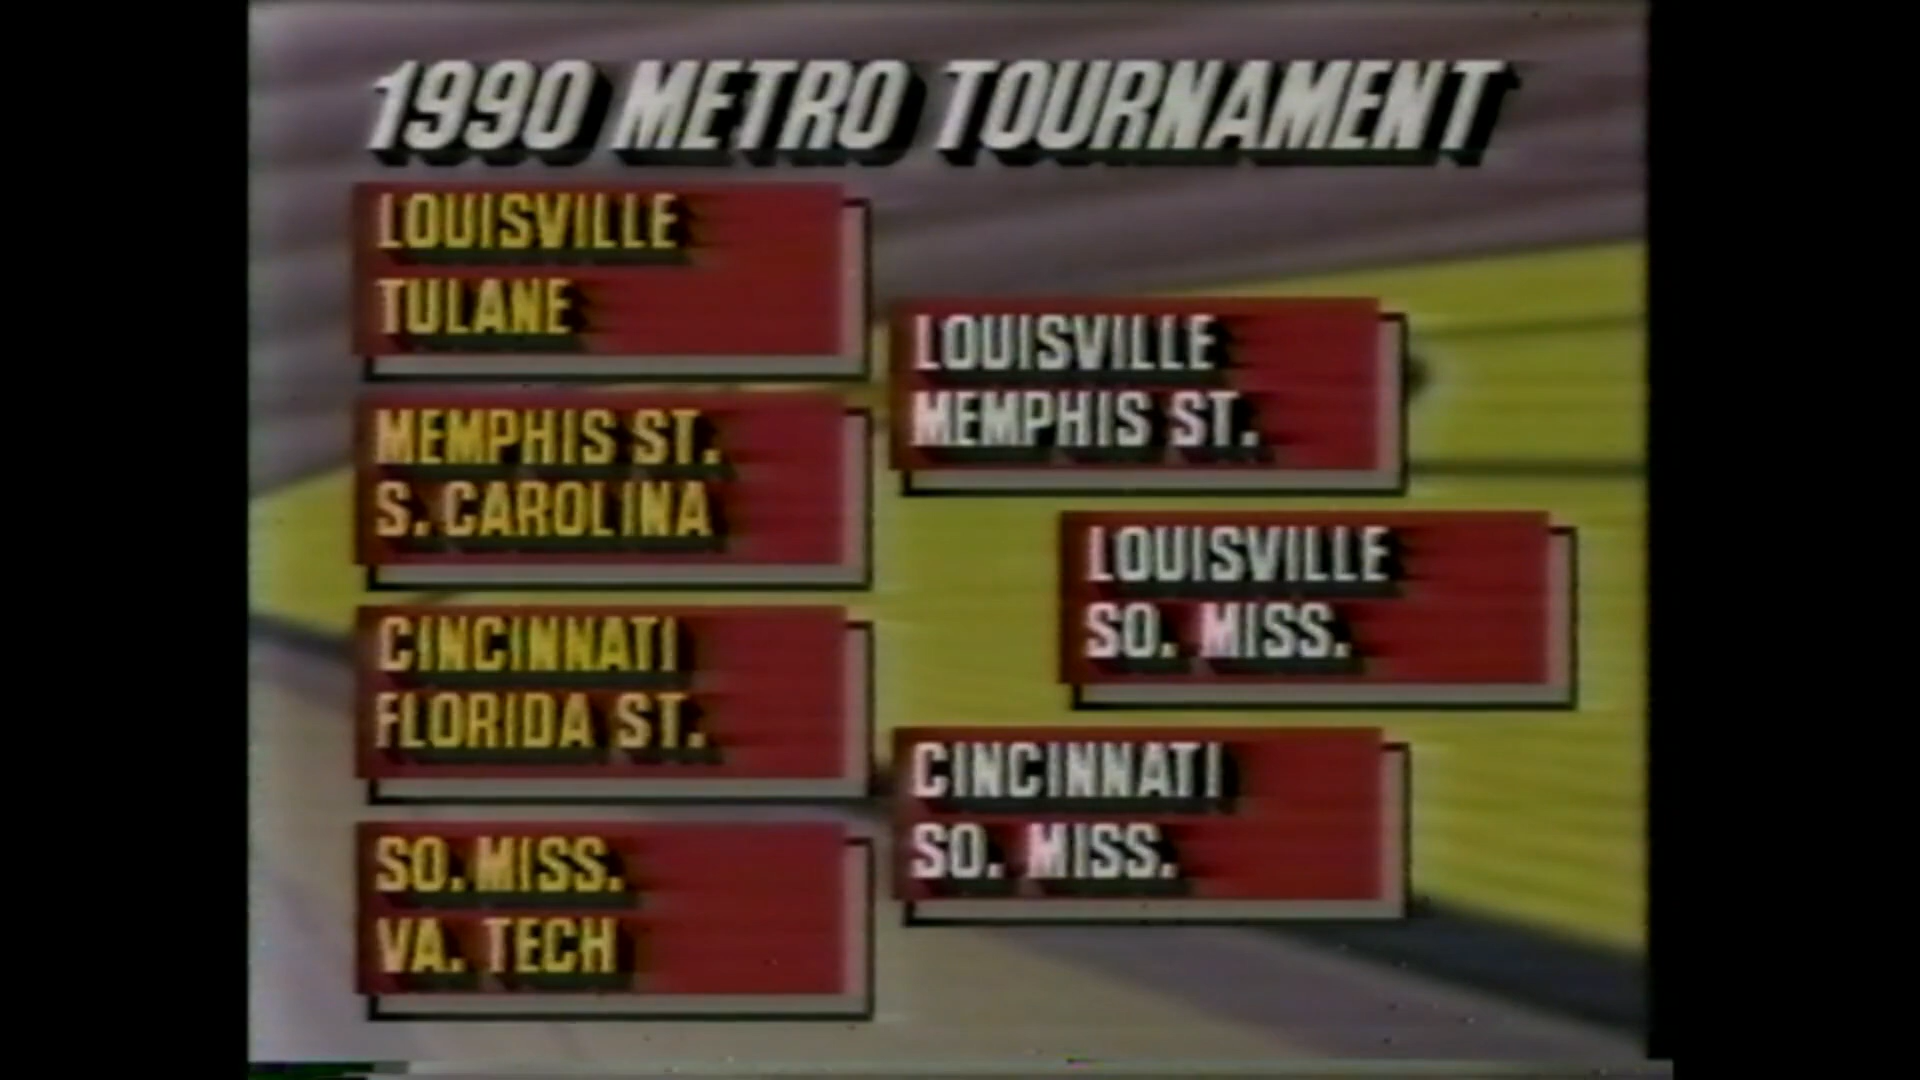 1990 METRO TOURNAMENT
LOUISVILLE
TULANE
MEMPHIS ST.
S. CAROLINA
CINCINNATI
FLORIDA ST.
SO. MISS.
VA. TECH
LOUISVILLE
MEMPHIS ST.
CINCINNATI
SO. MISS.
LOUISVILLE
SO. MISS.